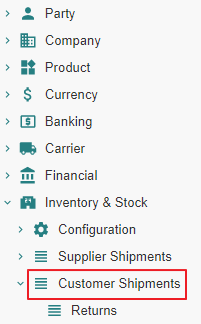 Party
Company
Product
Currency
Banking
Carrier
Financial
Inventory & Stock
Configuration
Supplier Shipments
Customer Shipments
Returns